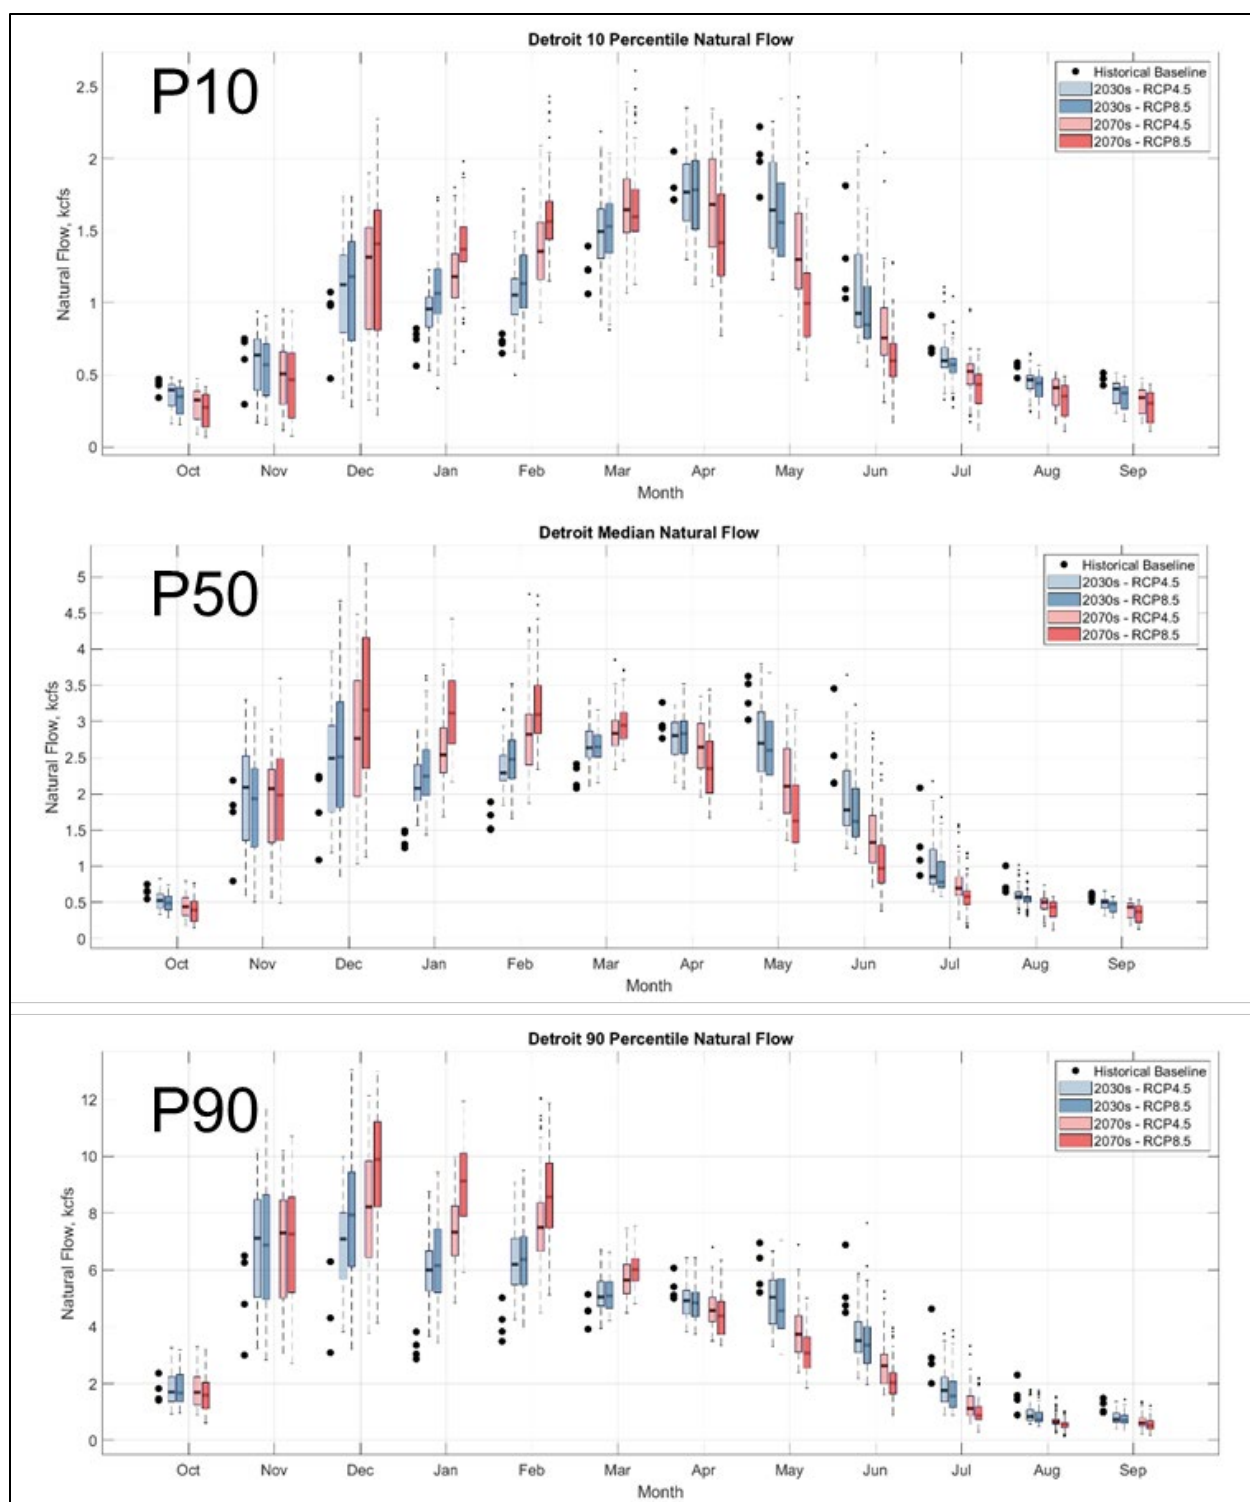 Detroit 10 Percentile Natural Flow
P10
Historical Baseline
2030s - RCP4.5
2030s - RCP8.5
2070s - RCP4.5
2070s - RCP8.5
2.5
2
1.5
1
0.5
0
Natural Flow, kcfs
Oct Nov Dec Jan Feb Mar Apr May Jun Jul Aug Sep
Month
Detroit Median Natural Flow
P50
Historical Baseline
2030s - RCP4.5
2030s - RCP8.5
2070s - RCP4.5
2070s - RCP8.5
5
4.5
4
3.5
3
2.5
2
1.5
1
0.5
0
Natural Flow, kcfs
Oct Nov Dec Jan Feb Mar Apr May Jun Jul Aug Sep
Month
Detroit 90 Percentile Natural Flow
P90
Historical Baseline
2030s - RCP4.5
2030s - RCP8.5
2070s - RCP4.5
2070s - RCP8.5
12
10
8
6
4
2
0
Natural Flow, kcfs
Oct Nov Dec Jan Feb Mar Apr May Jun Jul Aug Sep
Month